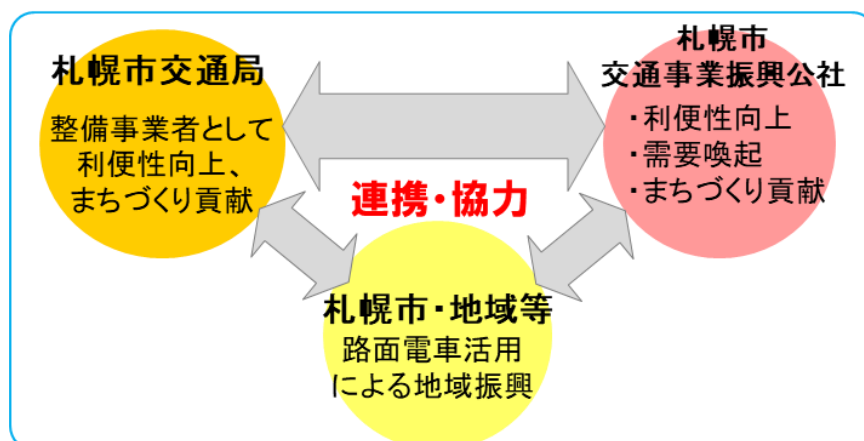 札幌市交通局
整備事業者として
利便性向上、
まちづくり貢献
札幌市
交通事業振興公社
・利便性向上
・需要喚起
・まちづくり貢献
連携・協力
札幌市・地域等
路面電車活用
による地域振興